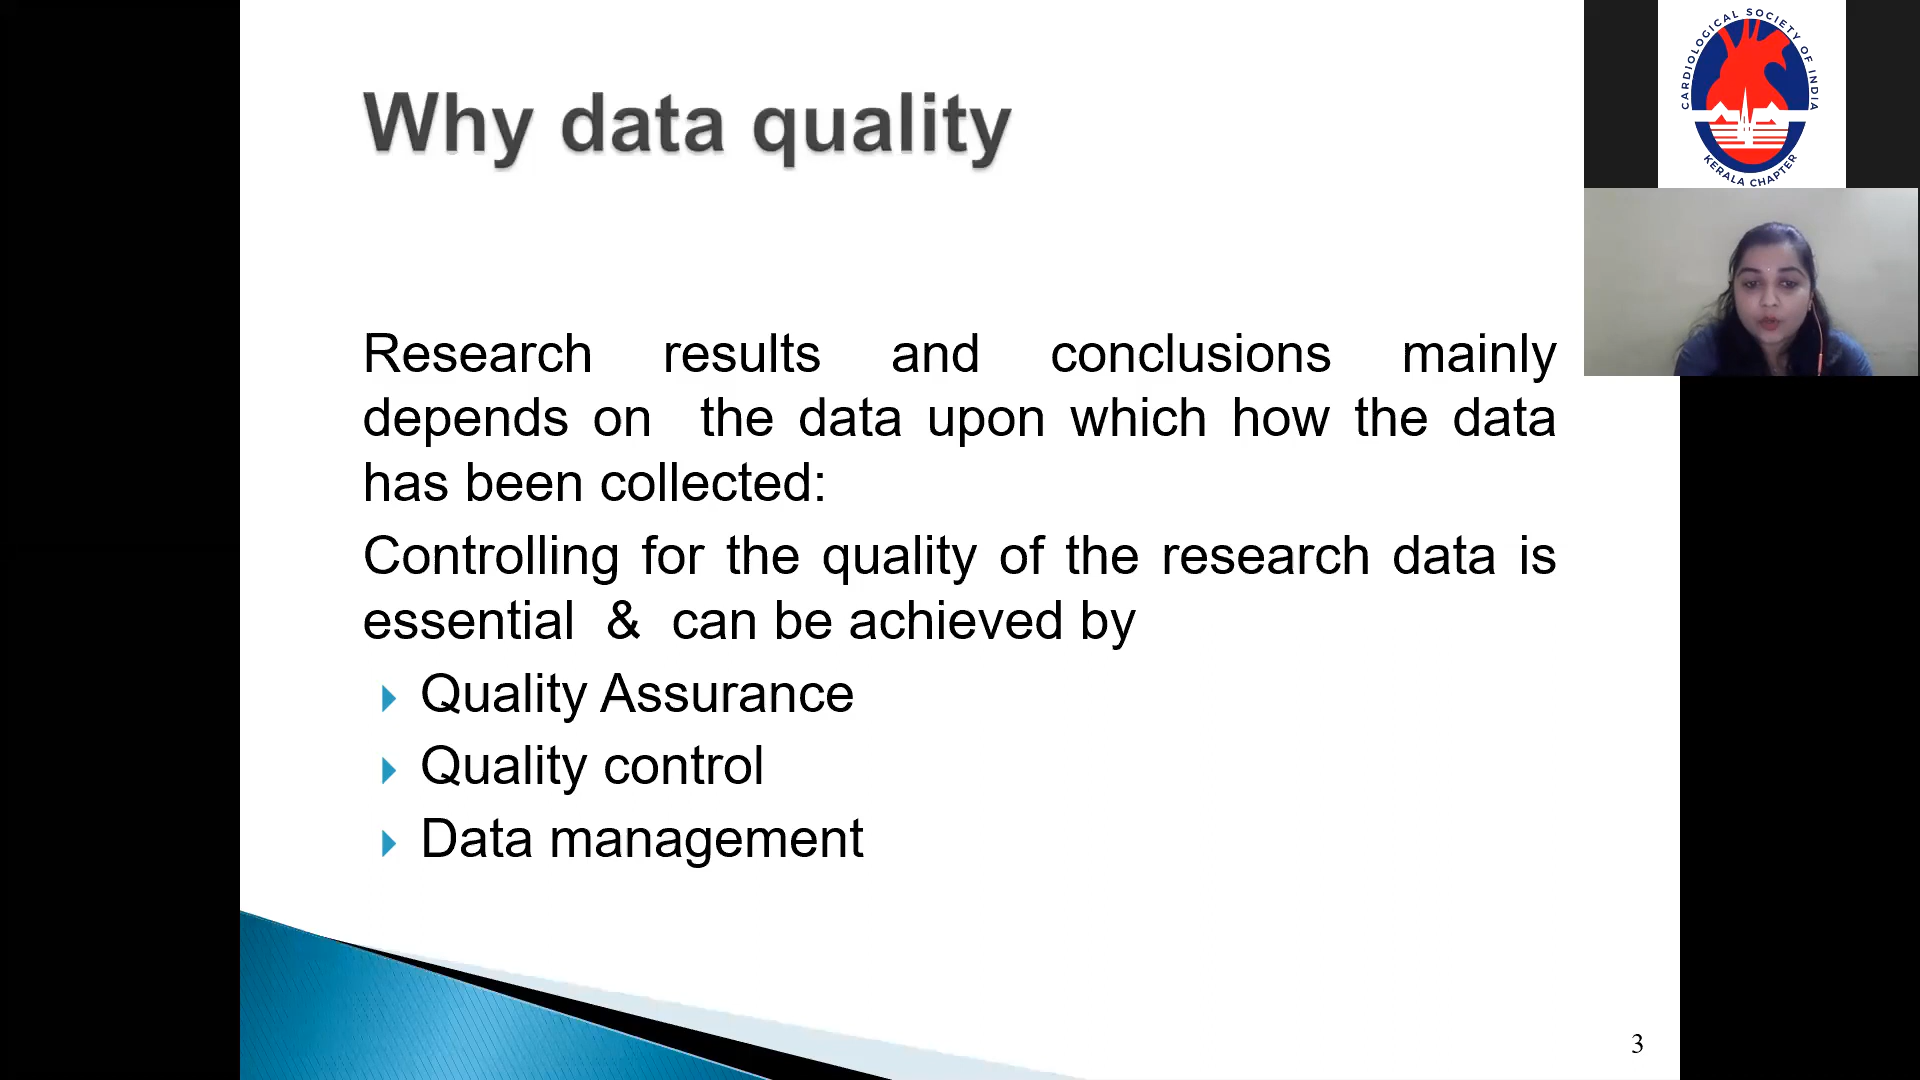 Why data quality
Research results and conclusions mainly
depends on the data upon which how the data
has been collected:
Controlling for the quality of the research data is
essential & can be achieved by
Quality Assurance
Quality control
Data management
3
CARDIOLOGICAL SOCIETY OF INDIA
KERALA CHAPTER